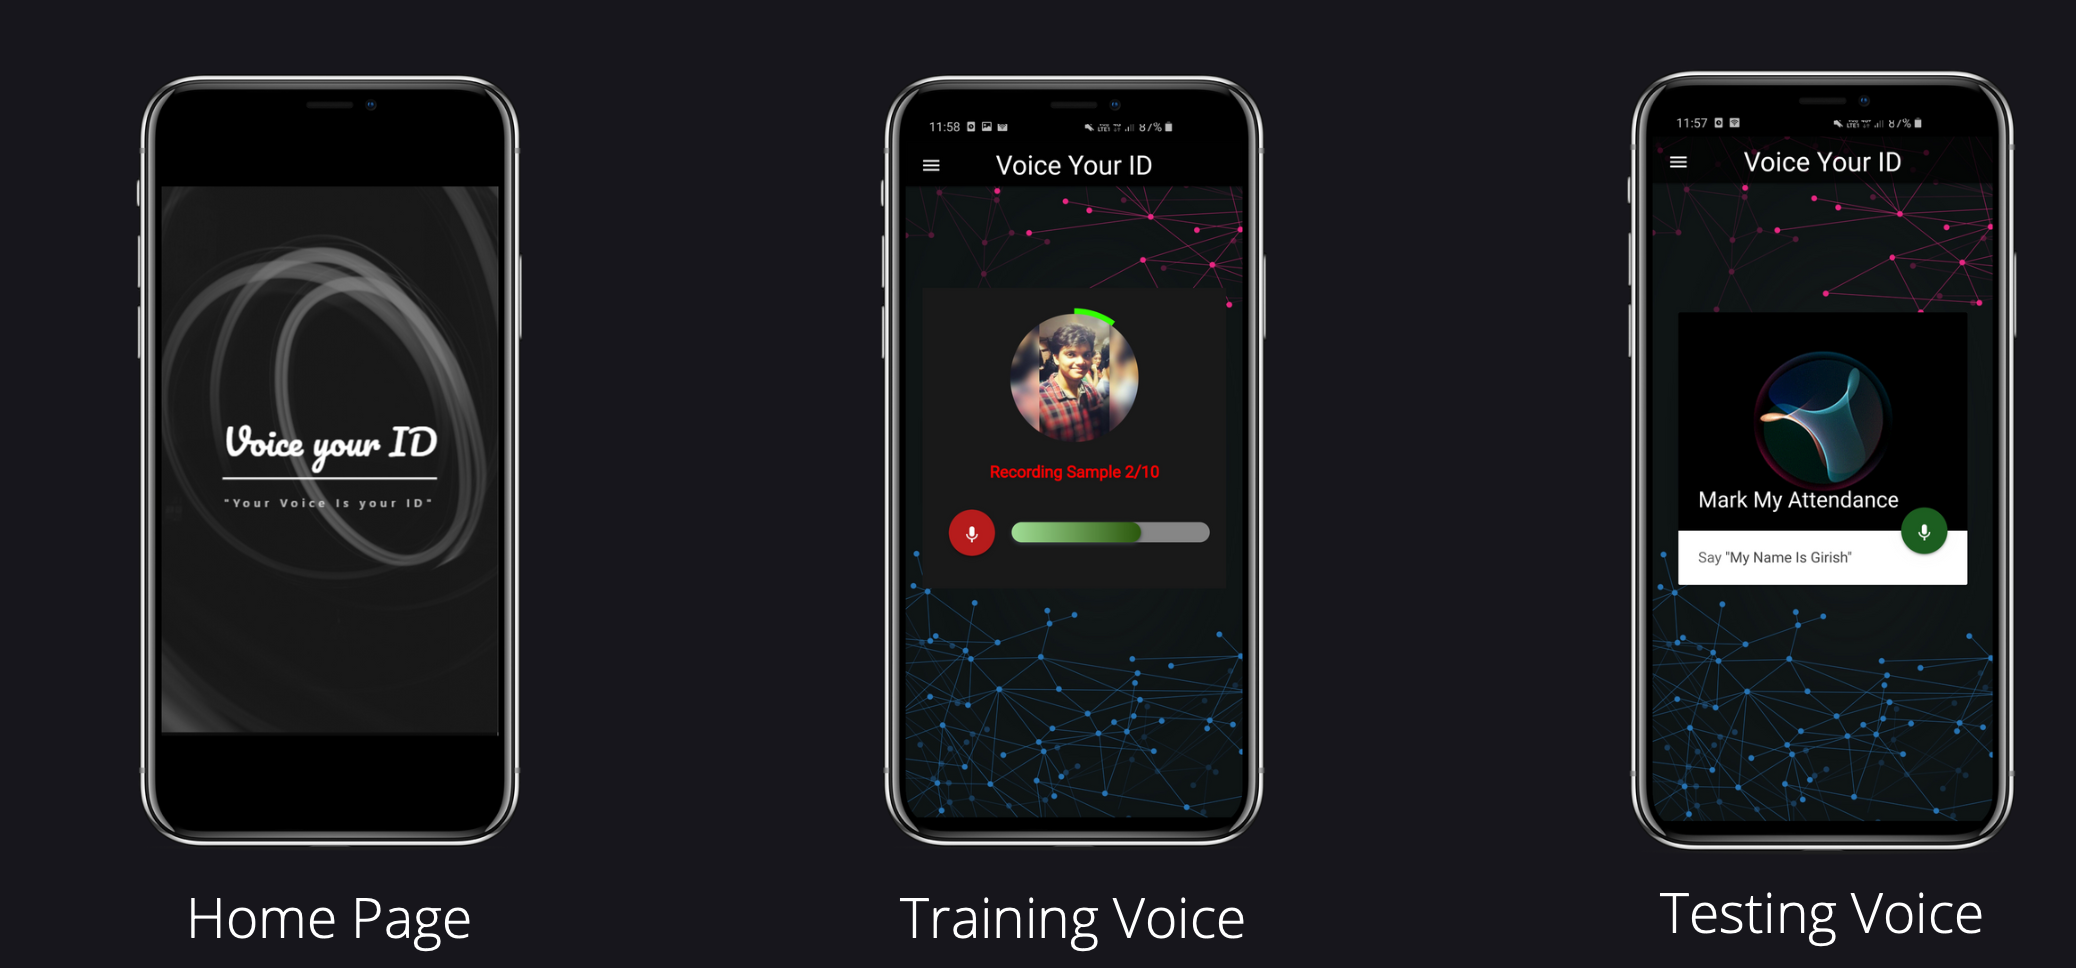 Voice your ID
"Your Voice Is your ID"
Home Page
11:58
87%
Voice Your ID
Recording Sample 2/10
Training Voice
11:57
87%
Voice Your ID
Mark My Attendance
Say "My Name Is Girish"
Testing Voice